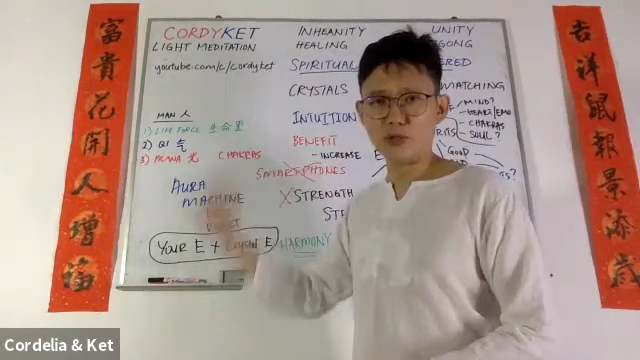 富貴花開人增福
CORDYKET
LIGHT MEDITATION
youtube.com/c/cordyket
MAN 人
1) LIFE FORCE 生命里
2) QI 气
3) PRANA 光 CHAKRAS
AURA
MACHINE
YOUR E + CRYSTAL E
INHEANITY
HEALING
SPIRITUAL
CRYSTALS
INTUITION
BENEFIT
- INCREASE
SMARTPHONES
X STRENGTH
HARMONY
UNITY
MATCHING
MIND?
HEART/EMO
- CHAKRAS
- SOUL?
GOOD
吉祥鼠報景添歲
Cordelia & Ket